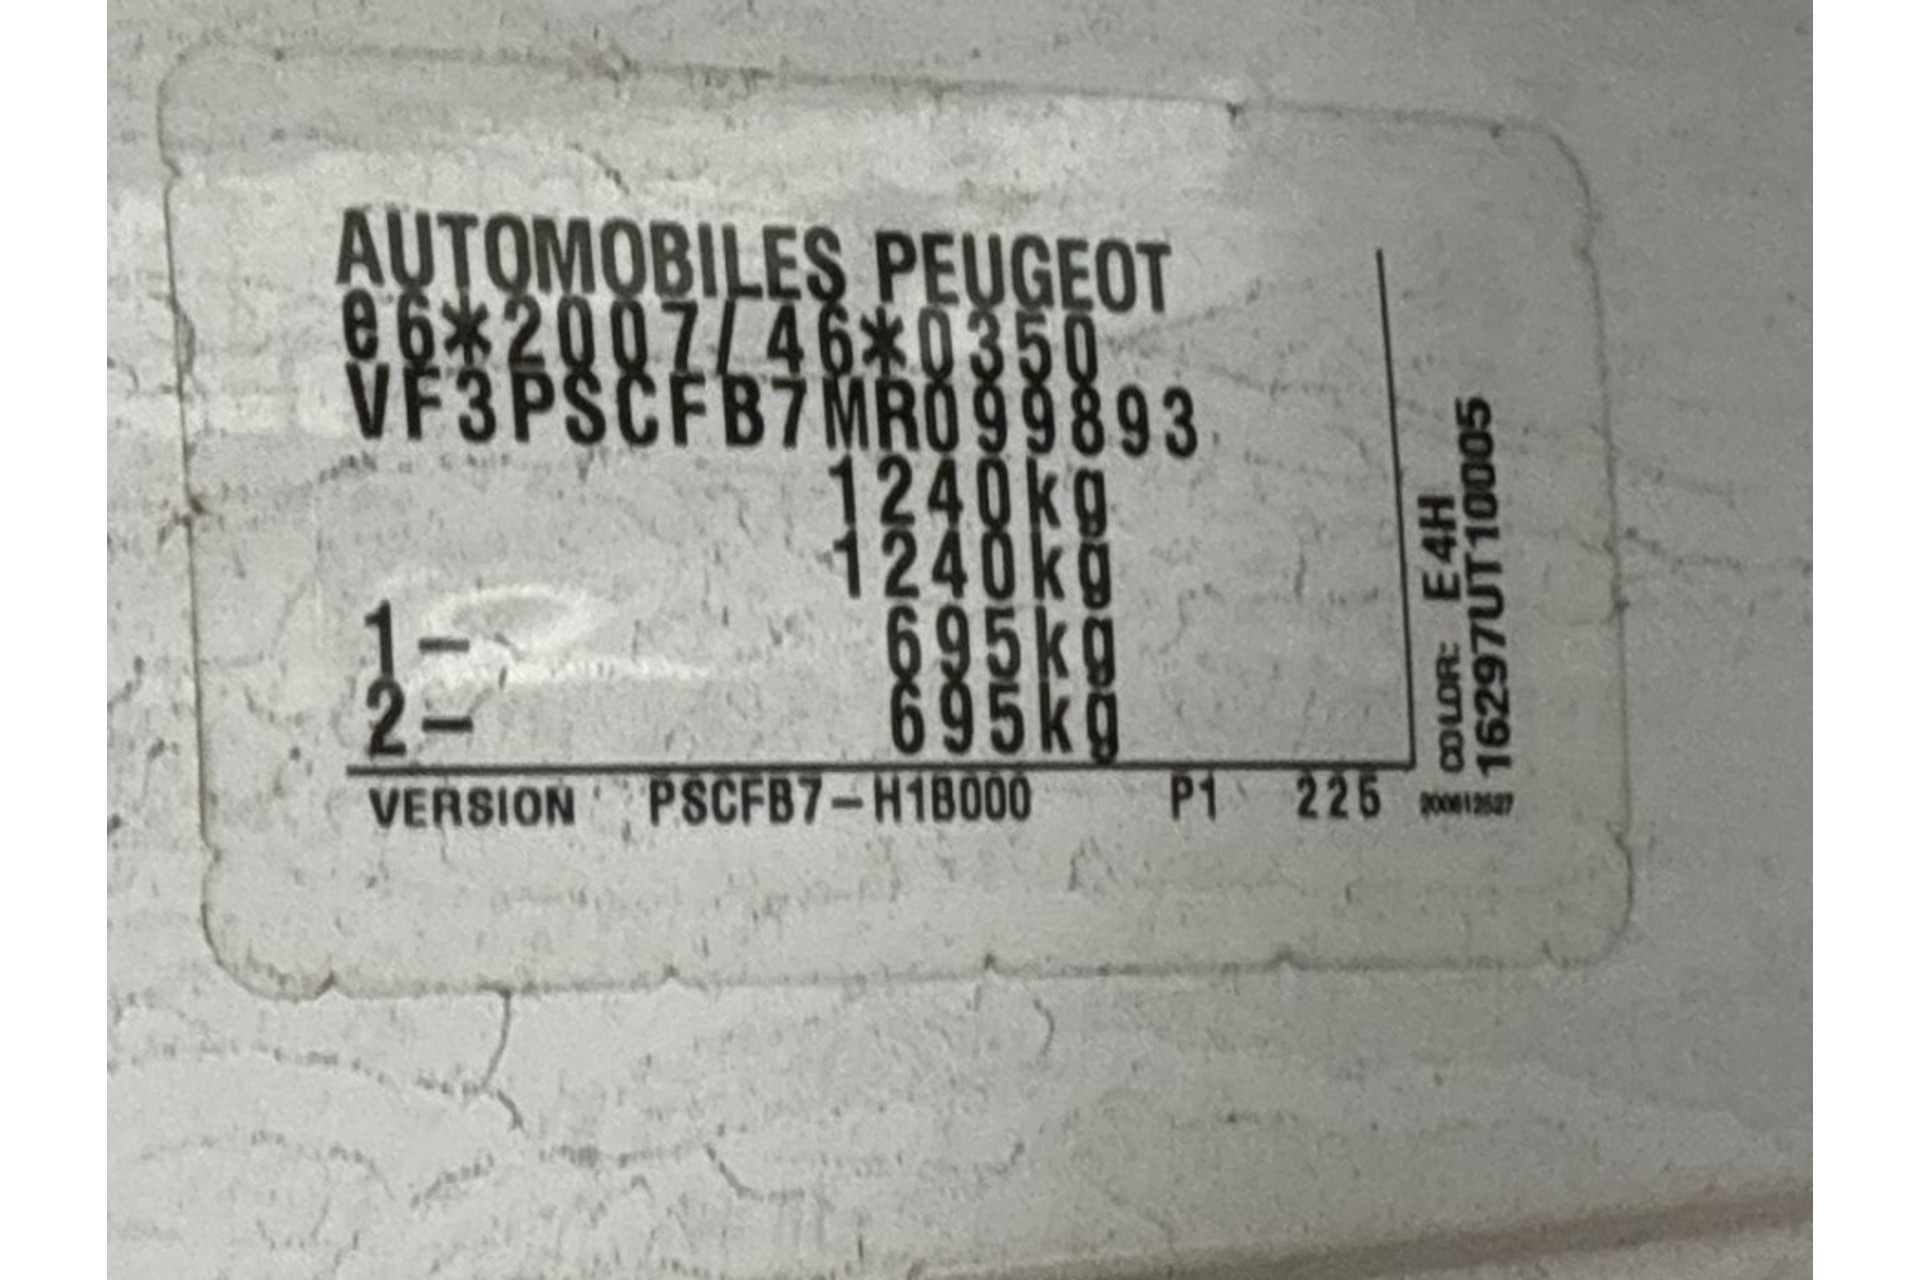 AUTOMOBILES PEUGEOT
e6*2007/46*0350
VF3PSCFB7MR099893
1240kg
1240kg
1- 695kg
2- 695kg
VERSION PSCFB7-H1B000 P1 225
COLOR: E4H
16297UT10005